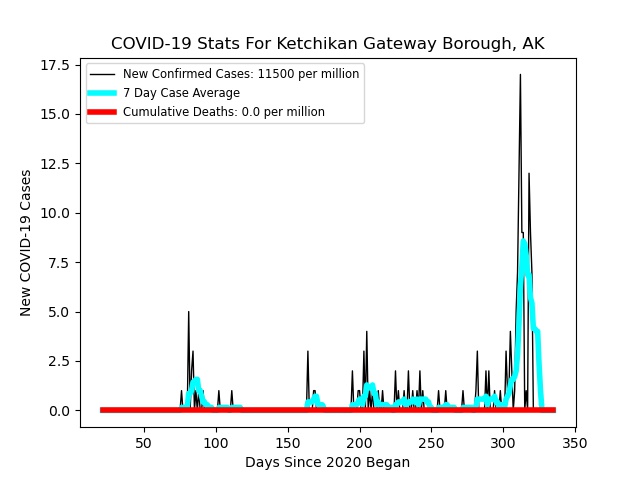 COVID-19 Stats For Ketchikan Gateway Borough, AK
New Confirmed Cases: 11500 per million
7 Day Case Average
Cumulative Deaths: 0.0 per million
17.5
15.0
12.5
10.0
7.5
5.0
2.5
0.0
New COVID-19 Cases
50 100 150 200 250 300 350
Days Since 2020 Began